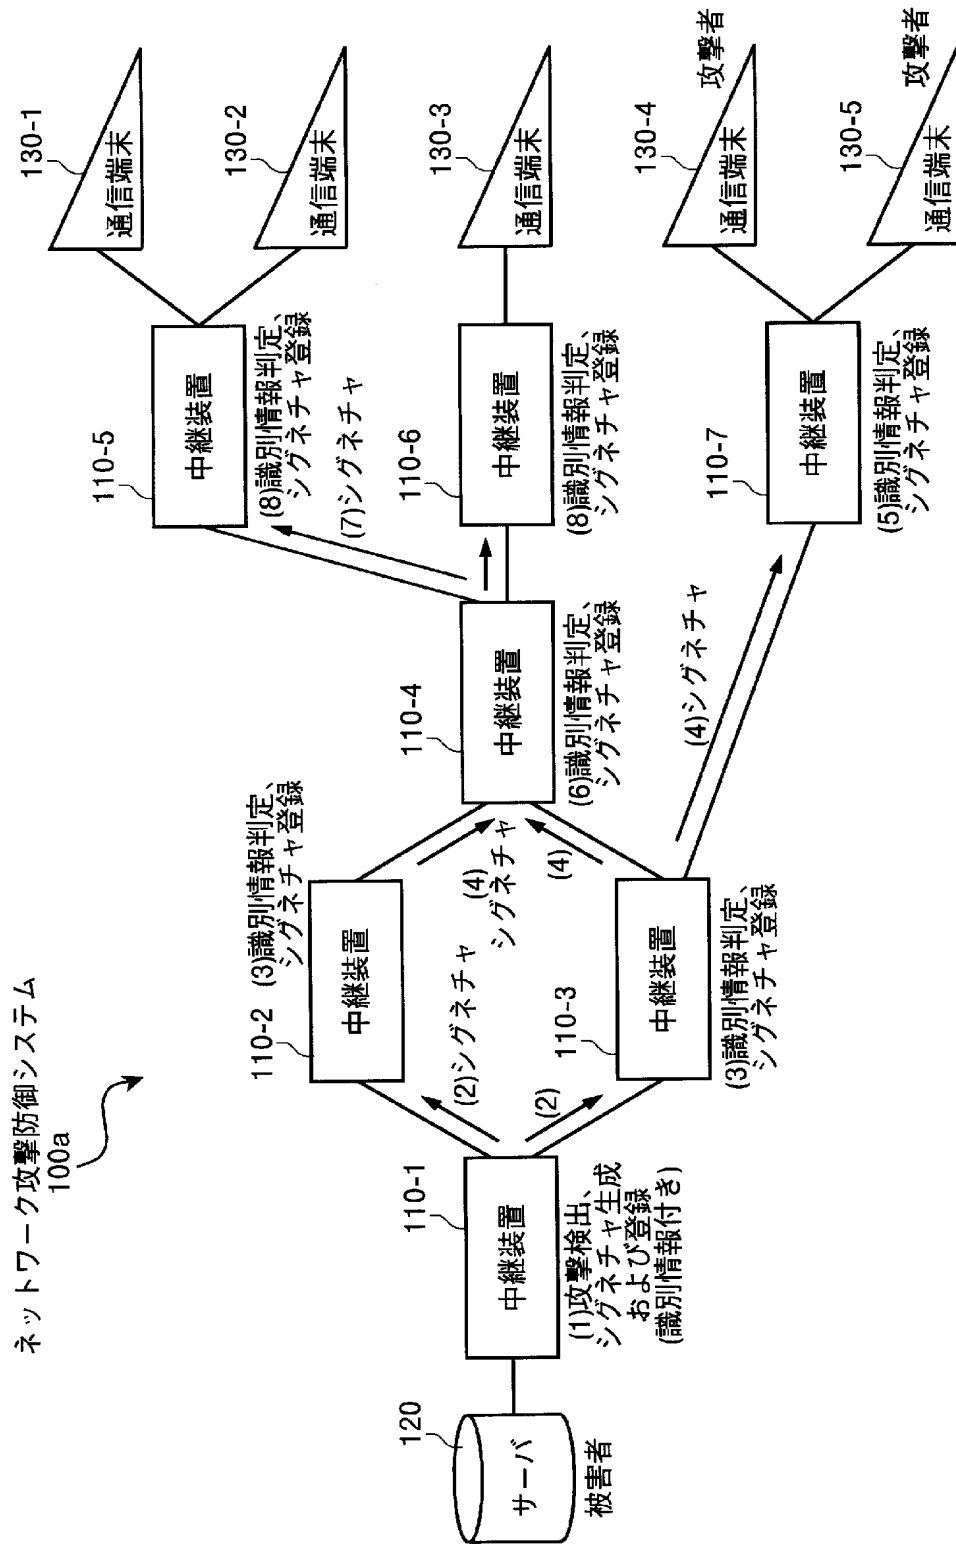 ネットワーク攻撃防御システム
100a
120
サーバ
被害者
110-1
中継装置
(1)攻撃検出、
シグネチャ生成
および登録
(識別情報付き)
(2)シグネチャ
(2)
110-2
中継装置
(3)識別情報判定、
シグネチャ登録
110-3
中継装置
(3)識別情報判定、
シグネチャ登録
(4)
シグネチャ
(4)
(4)シグネチャ
110-4
中継装置
(6)識別情報判定、
シグネチャ登録
(7)シグネチャ
110-5
中継装置
(8)識別情報判定、
シグネチャ登録
110-6
中継装置
(8)識別情報判定、
シグネチャ登録
110-7
中継装置
(5)識別情報判定、
シグネチャ登録
130-1
通信端末
130-2
通信端末
130-3
通信端末
130-4
通信端末
攻撃者
130-5
通信端末
攻撃者